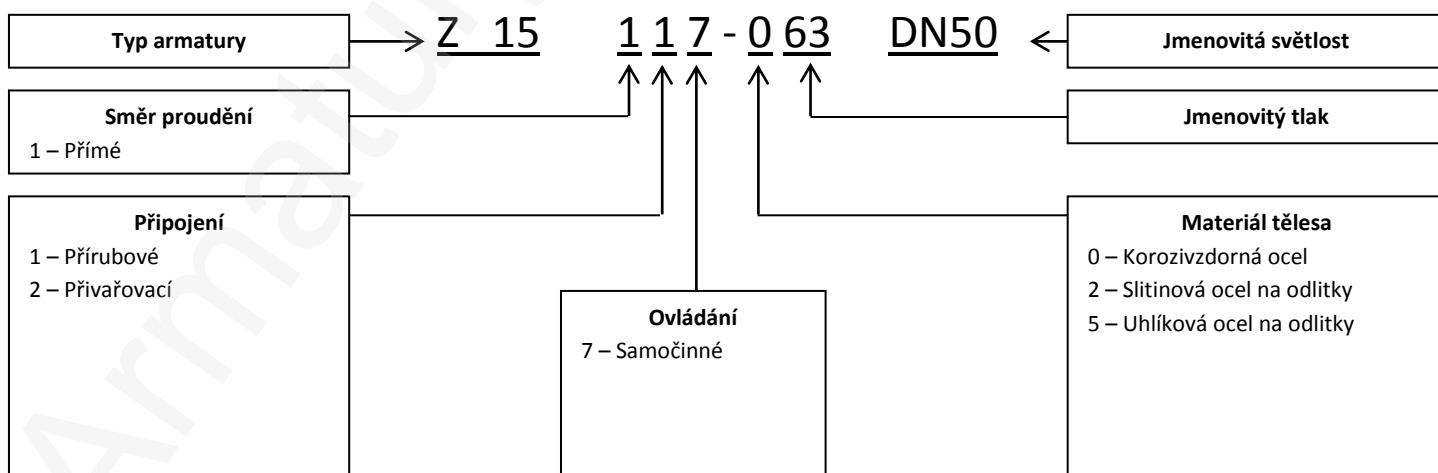 Typ armatury
Z 15 1 1 7 - 0 63 DN50
Jmenovitá světlost
Směr proudění
1 – Přímé
Jmenovitý tlak
Připojení
1 – Přírubové
2 – Přivařovací
Ovládání
7 – Samočinné
Materiál tělesa
0 – Korozivzdorná ocel
2 – Slitinová ocel na odlitky
5 – Uhlíková ocel na odlitky
Armatu